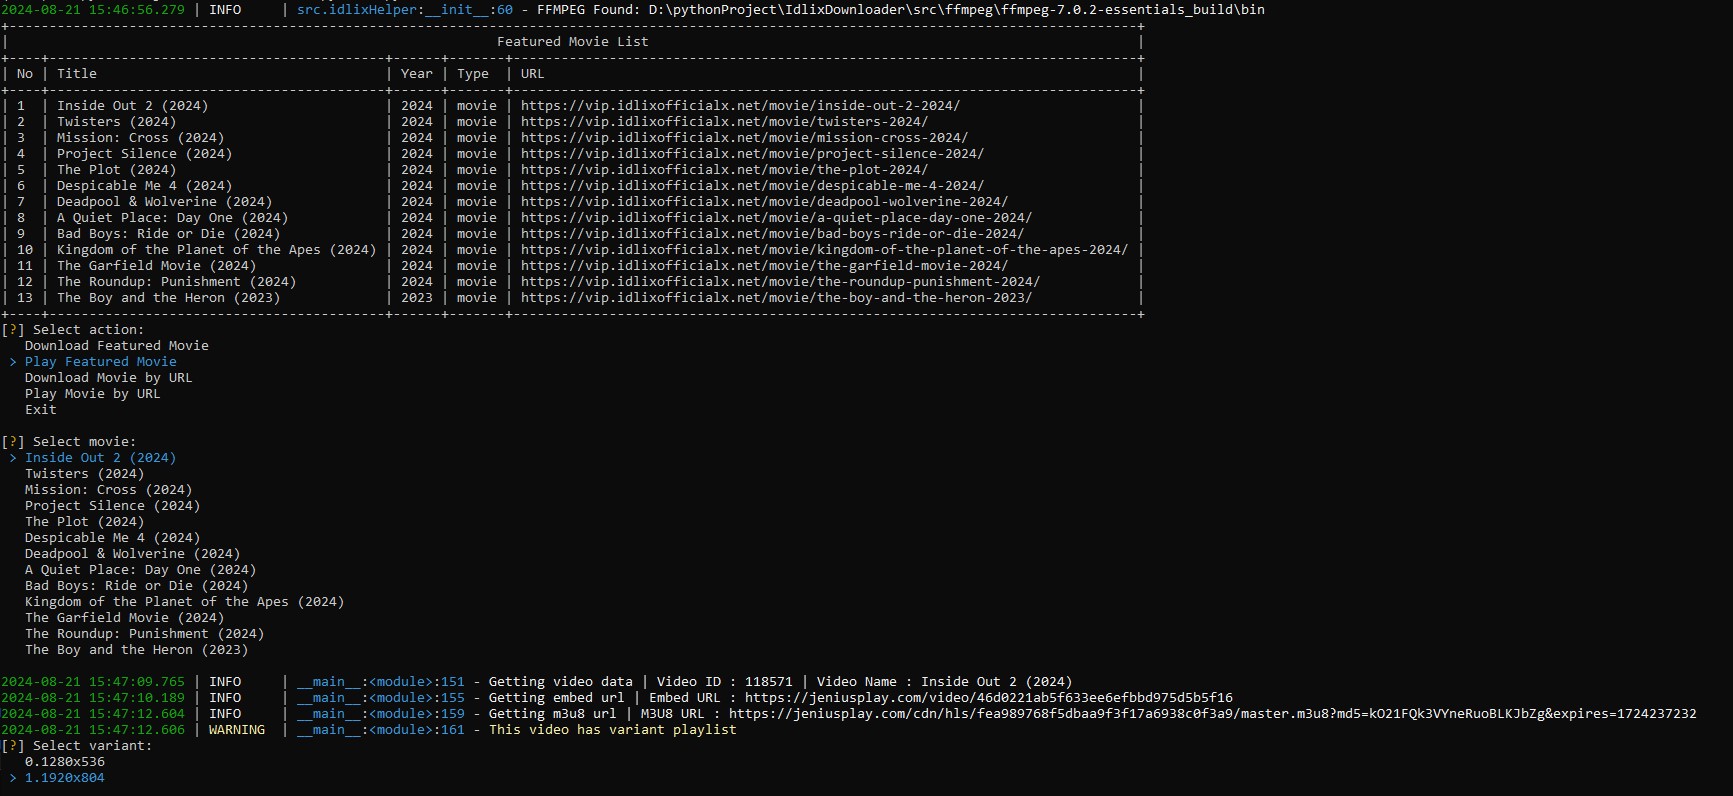 2024-08-21 15:46:56.279 | INFO     | src.idlixHelper:__init__:60 - FFMPEG Found: D:\pythonProject\IdlixDownloader\src\ffmpeg\ffmpeg-7.0.2-essentials_build\bin
Featured Movie List
| No | Title | Year | Type | URL |
| 1 | Inside Out 2 (2024) | 2024 | movie | https://vip.idlixofficialx.net/movie/inside-out-2-2024/ |
| 2 | Twisters (2024) | 2024 | movie | https://vip.idlixofficialx.net/movie/twisters-2024/ |
| 3 | Mission: Cross (2024) | 2024 | movie | https://vip.idlixofficialx.net/movie/mission-cross-2024/ |
| 4 | Project Silence (2024) | 2024 | movie | https://vip.idlixofficialx.net/movie/project-silence-2024/ |
| 5 | The Plot (2024) | 2024 | movie | https://vip.idlixofficialx.net/movie/the-plot-2024/ |
| 6 | Despicable Me 4 (2024) | 2024 | movie | https://vip.idlixofficialx.net/movie/despicable-me-4-2024/ |
| 7 | Deadpool & Wolverine (2024) | 2024 | movie | https://vip.idlixofficialx.net/movie/deadpool-wolverine-2024/ |
| 8 | A Quiet Place: Day One (2024) | 2024 | movie | https://vip.idlixofficialx.net/movie/a-quiet-place-day-one-2024/ |
| 9 | Bad Boys: Ride or Die (2024) | 2024 | movie | https://vip.idlixofficialx.net/movie/bad-boys-ride-or-die-2024/ |
| 10 | Kingdom of the Planet of the Apes (2024) | 2024 | movie | https://vip.idlixofficialx.net/movie/kingdom-of-the-planet-of-the-apes-2024/ |
| 11 | The Garfield Movie (2024) | 2024 | movie | https://vip.idlixofficialx.net/movie/the-garfield-movie-2024/ |
| 12 | The Roundup: Punishment (2024) | 2024 | movie | https://vip.idlixofficialx.net/movie/the-roundup-punishment-2024/ |
| 13 | The Boy and the Heron (2023) | 2023 | movie | https://vip.idlixofficialx.net/movie/the-boy-and-the-heron-2023/ |
[?] Select action:
Download Featured Movie
> Play Featured Movie
Download Movie by URL
Play Movie by URL
Exit
[?] Select movie:
> Inside Out 2 (2024)
Twisters (2024)
Mission: Cross (2024)
Project Silence (2024)
The Plot (2024)
Despicable Me 4 (2024)
Deadpool & Wolverine (2024)
A Quiet Place: Day One (2024)
Bad Boys: Ride or Die (2024)
Kingdom of the Planet of the Apes (2024)
The Garfield Movie (2024)
The Roundup: Punishment (2024)
The Boy and the Heron (2023)
2024-08-21 15:47:09.765 | INFO     | __main__:<module>:151 - Getting video data | Video ID : 118571 | Video Name : Inside Out 2 (2024)
2024-08-21 15:47:10.189 | INFO     | __main__:<module>:155 - Getting embed url | Embed URL : https://jeniusplay.com/video/46d0221ab5f633ee6efbbd975d5b5f16
2024-08-21 15:47:12.604 | INFO     | __main__:<module>:159 - Getting m3u8 url | M3U8 URL : https://jeniusplay.com/cdn/hls/fea989768f5dbaa9f3f17a6938c0f3a9/master.m3u8?md5=kO21FQk3VYneRuoBLKJbZg&expires=1724237232
2024-08-21 15:47:12.606 | WARNING  | __main__:<module>:161 - This video has variant playlist
[?] Select variant:
0.1280x536
> 1.1920x804